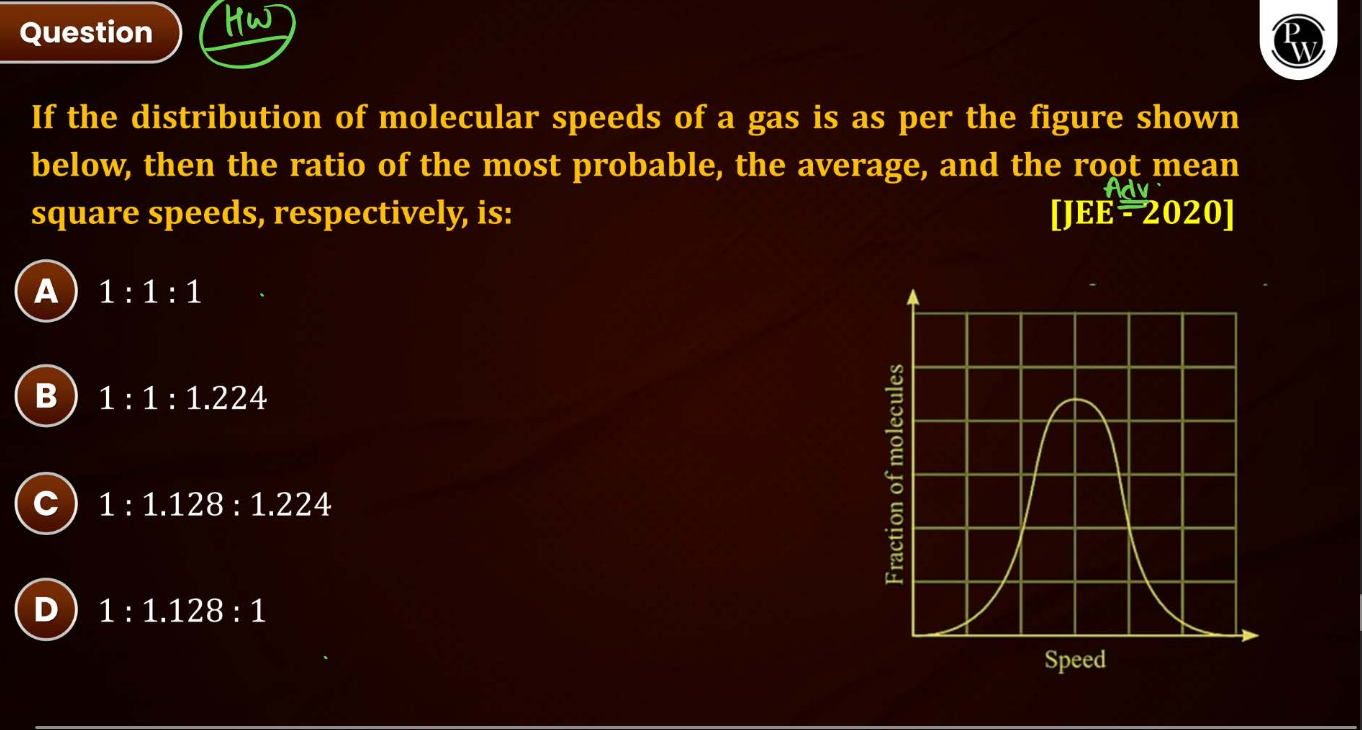 Question
HW
PW
If the distribution of molecular speeds of a gas is as per the figure shown
below, then the ratio of the most probable, the average, and the root mean
square speeds, respectively, is:
Adv.
[JEE - 2020]
A 1 : 1 : 1
B 1 : 1 : 1.224
C 1 : 1.128 : 1.224
D 1 : 1.128 : 1
Fraction of molecules
Speed